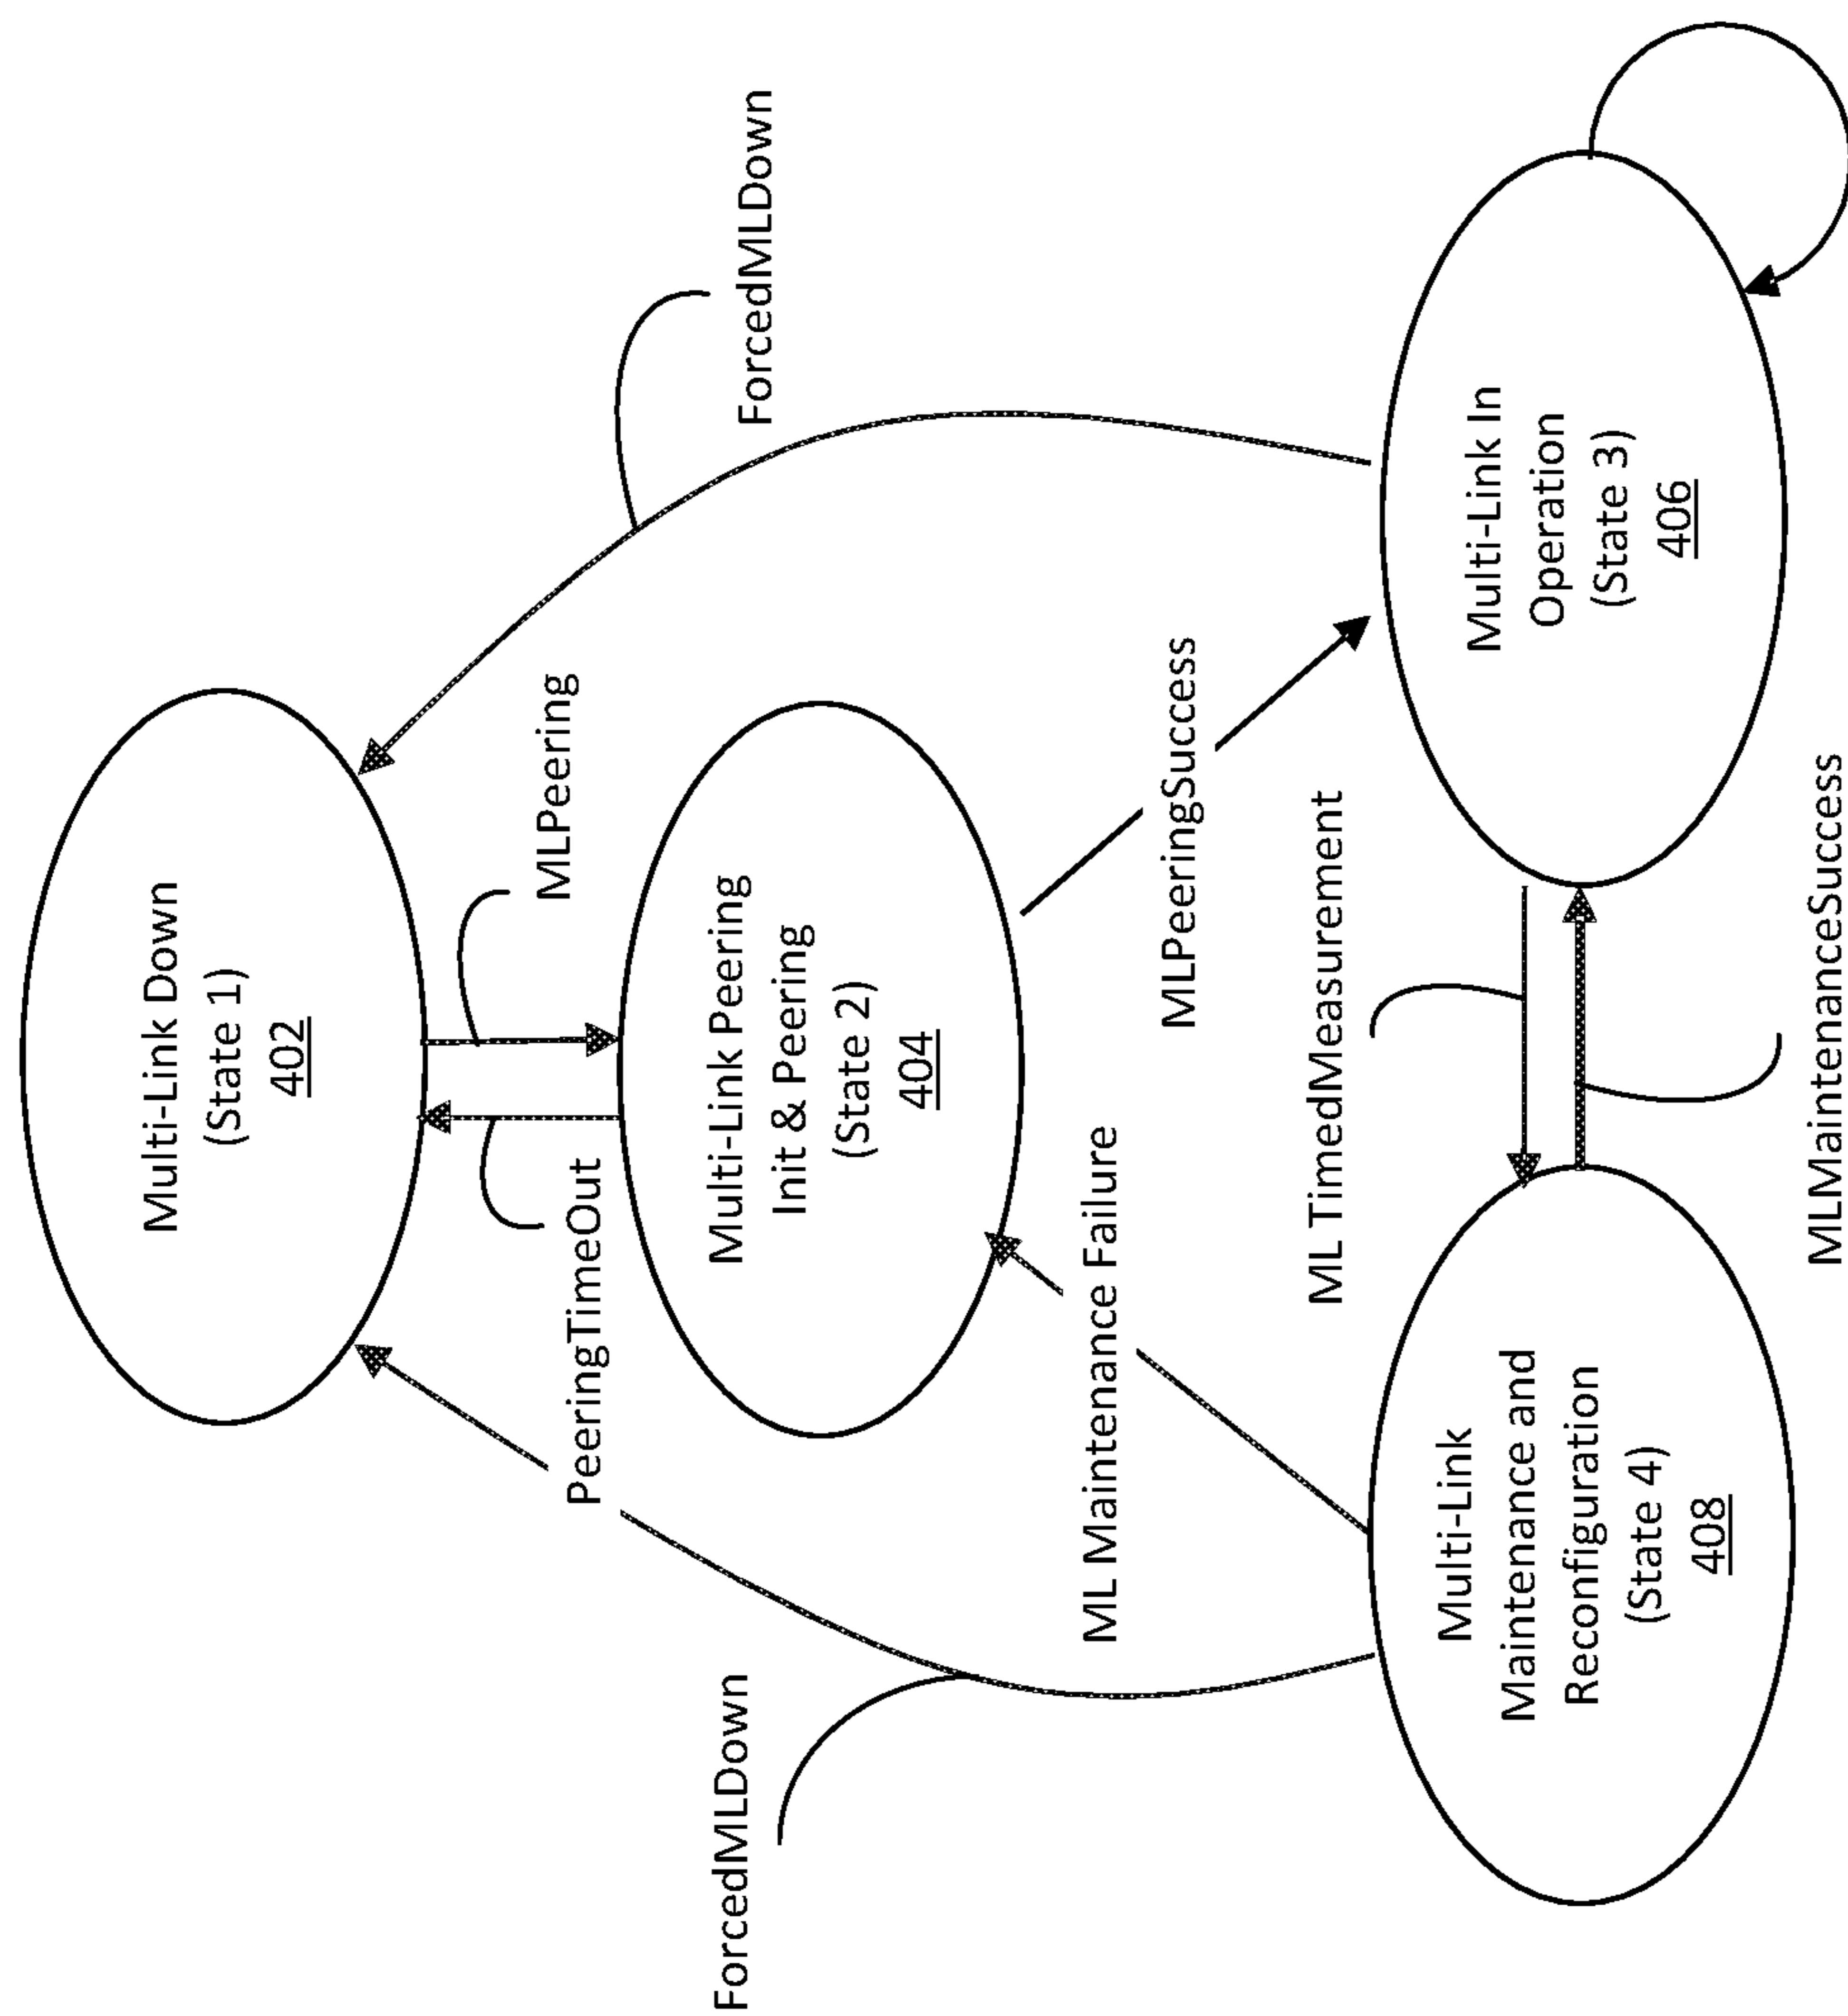 Multi-Link Down
(State 1)
402
ForcedMLDown
PeeringTimeOut
MLPeering
ForcedMLDown
Multi-Link Peering
Init & Peering
(State 2)
404
ML Maintenance Failure
MLPeeringSuccess
ML TimedMeasurement
Multi-Link
Maintenance and
Reconfiguration
(State 4)
408
Multi-Link In
Operation
(State 3)
406
MLMaintenanceSuccess